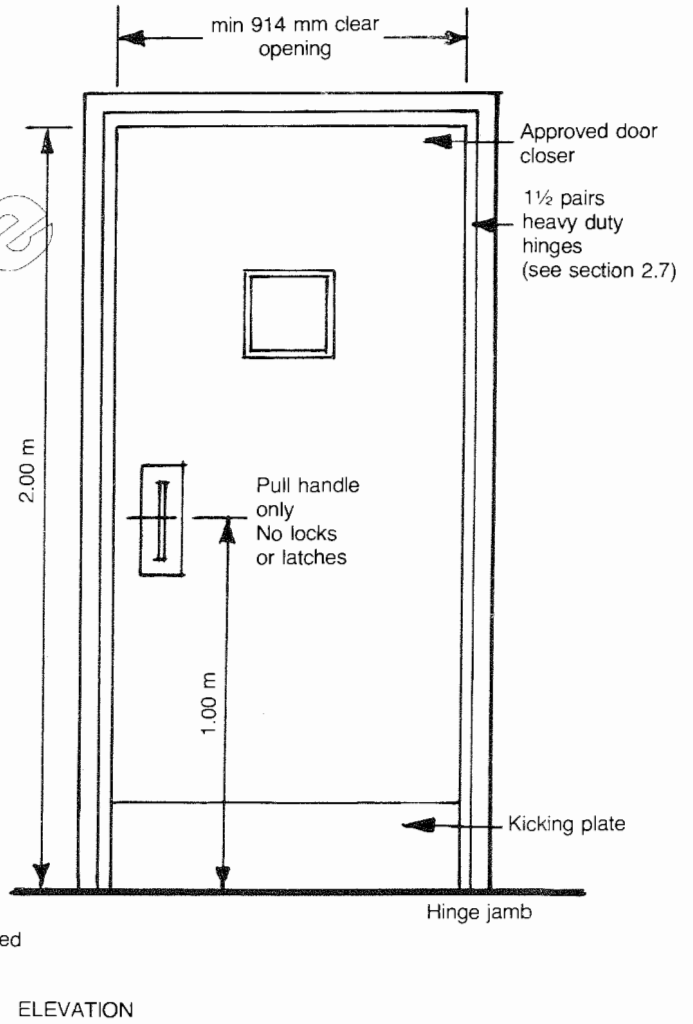 min 914 mm clear
opening
Approved door
closer
1½ pairs
heavy duty
hinges
(see section 2.7)
2.00 m
Pull handle
only
No locks
or latches
1.00 m
Kicking plate
Hinge jamb
ed
ELEVATION